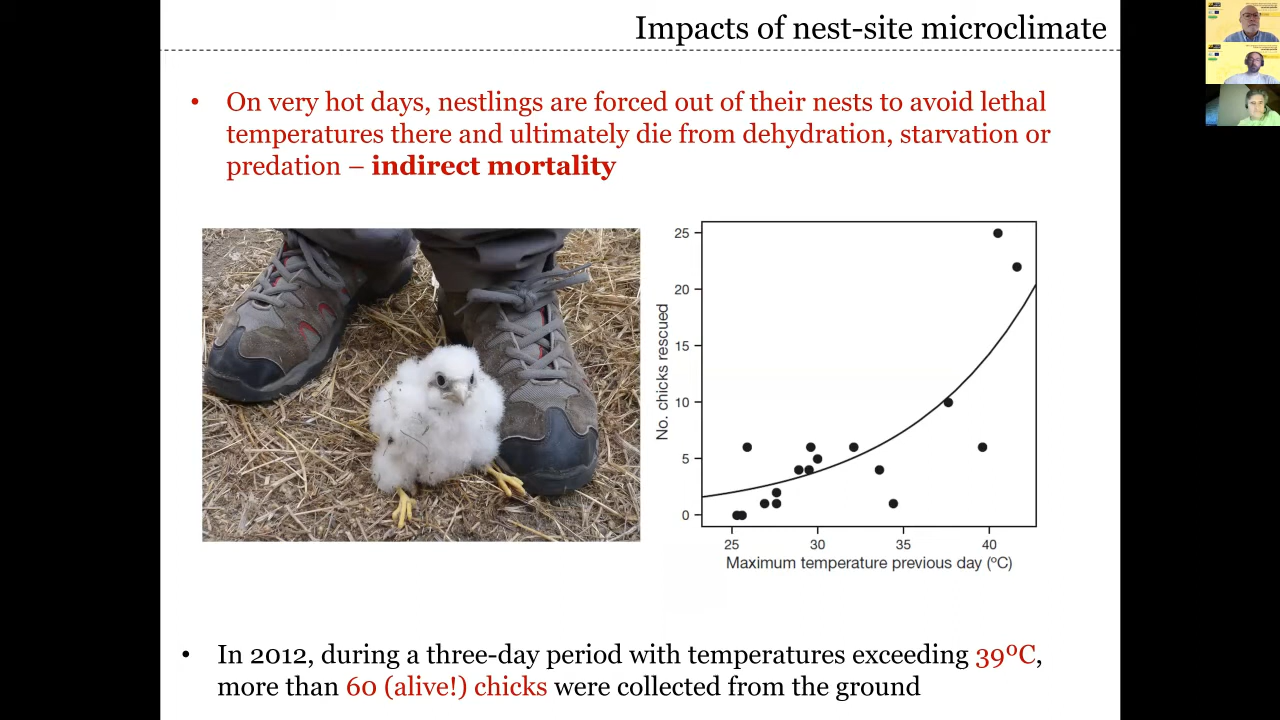 Impacts of nest-site microclimate
• On very hot days, nestlings are forced out of their nests to avoid lethal
temperatures there and ultimately die from dehydration, starvation or
predation – indirect mortality
No. chicks rescued
25
20
15
10
5
0
25 30 35 40
Maximum temperature previous day (ºC)
• In 2012, during a three-day period with temperatures exceeding 39ºC,
more than 60 (alive!) chicks were collected from the ground